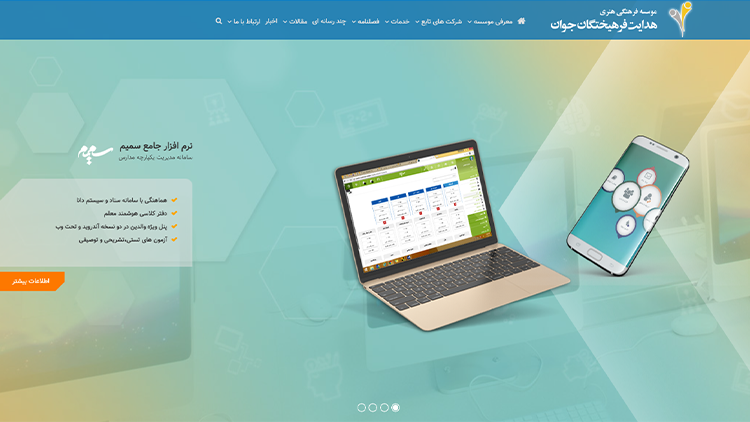 موسسه فرهنگی هنری
هدایت فرهیختگان جوان
معرفی موسسه
شرکت های تابع
خدمات
فصلنامه
چند رسانه ای
مقالات
اخبار
ارتباط با ما
نرم افزار جامع سمیم
سامانه مدیریت یکپارچه مدارس
سمیم
هماهنگی با سامانه سناد و سیستم دانا
دفتر کلاسی هوشمند معلم
پنل ویژه والدین در دو نسخه آندروید و تحت وب
آزمون های تستی،تشریحی و توصیفی
اطلاعات بیشتر